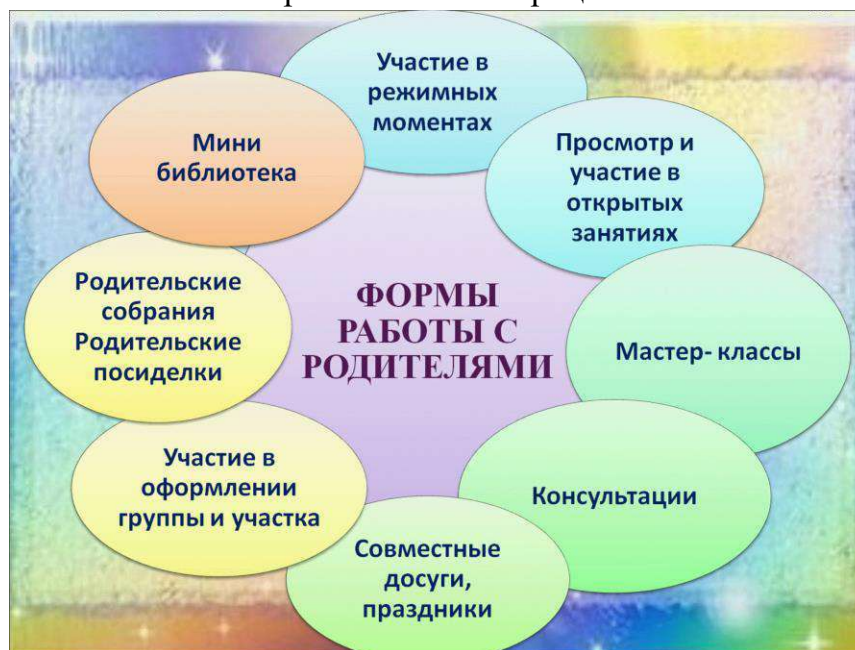 Участие в
режимных
моментах
Просмотр и
участие в
открытых
занятиях
Мастер- классы
Консультации
Совместные
досуги,
праздники
Участие в
оформлении
группы и участка
Родительские
собрания
Родительские
посиделки
Мини
библиотека
ФОРМЫ
РАБОТЫ С
РОДИТЕЛЯМИ